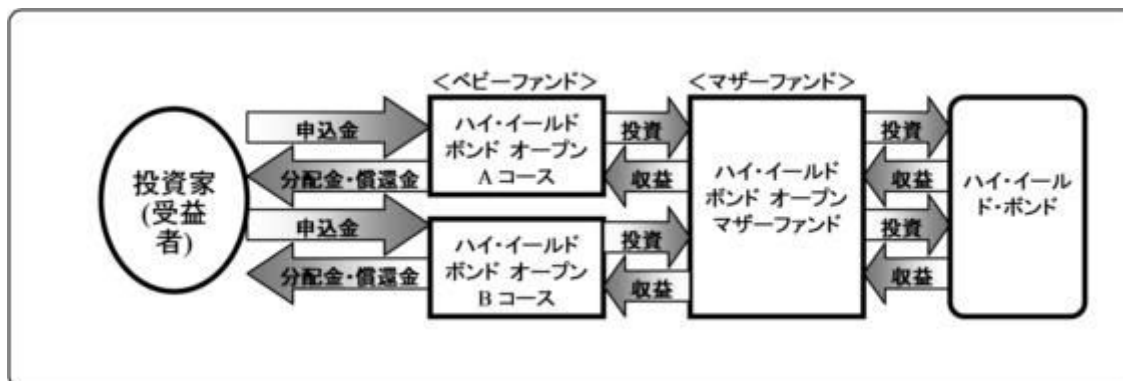 <ベビーファンド>
<マザーファンド>
投資家
(受益
者)
申込金
分配金・償還金
申込金
分配金・償還金
ハイ・イールド
ボンド オープン
A コース
ハイ・イールド
ボンド オープン
B コース
投資
収益
投資
収益
ハイ・イールド
ボンド オープン
マザーファンド
投資
収益
投資
収益
ハイ・イール
ド・ボンド